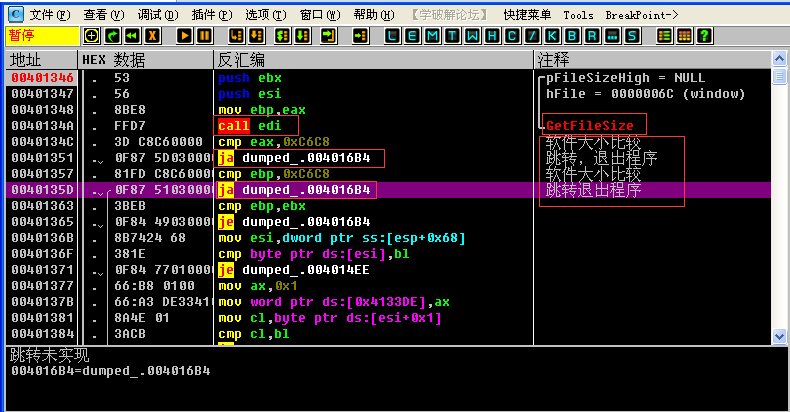 文件(F) 查看(V) 调试(D) 插件(P) 选项(T) 窗口(W) 帮助(H) 【学破解论坛】 快捷菜单 Tools BreakPoint->
暂停 L E M T W H C / K B R ... S
地址 HEX 数据 反汇编 注释
00401346 . 53 push ebx pFileSizeHigh = NULL
00401347 . 56 push esi hFile = 0000006C (window)
00401348 . 8BE8 mov ebp,eax
0040134A . FFD7 call edi GetFileSize
0040134C . 3D C8C60000 cmp eax,0xC6C8 软件大小比较
00401351 . 0F87 5D03000 ja dumped_.004016B4 跳转，退出程序
00401357 . 81FD C8C6000 cmp ebp,0xC6C8 软件大小比较
0040135D . 0F87 5103000 ja dumped_.004016B4 跳转退出程序
00401363 . 3BEB cmp ebp,ebx
00401365 . 0F84 4903000 je dumped_.004016B4
0040136B . 8B7424 68 mov esi,dword ptr ss:[esp+0x68]
0040136F . 381E cmp byte ptr ds:[esi],bl
00401371 . 0F84 7701000 je dumped_.004014EE
00401377 . 66:B8 0100 mov ax,0x1
0040137B . 66:A3 DE3341 mov word ptr ds:[0x4133DE],ax
00401381 . 8A4E 01 mov cl,byte ptr ds:[esi+0x1]
00401384 . 3ACB cmp cl,bl
跳转未实现
004016B4=dumped_.004016B4